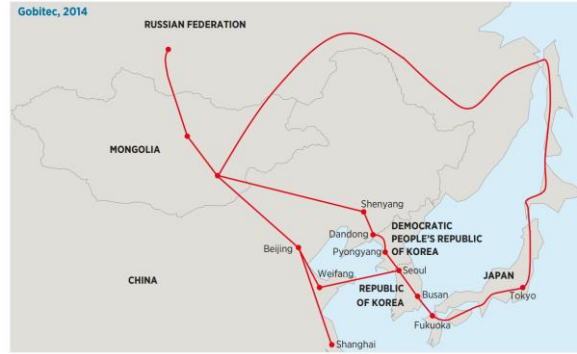 Gobitec, 2014
RUSSIAN FEDERATION
MONGOLIA
Shenyang
Dandong
DEMOCRATIC
PEOPLE'S REPUBLIC
OF KOREA
Pyongyang
Beijing
Seoul
Weifang
CHINA
REPUBLIC
OF KOREA
JAPAN
Busan
Tokyo
Fukuoka
Shanghai